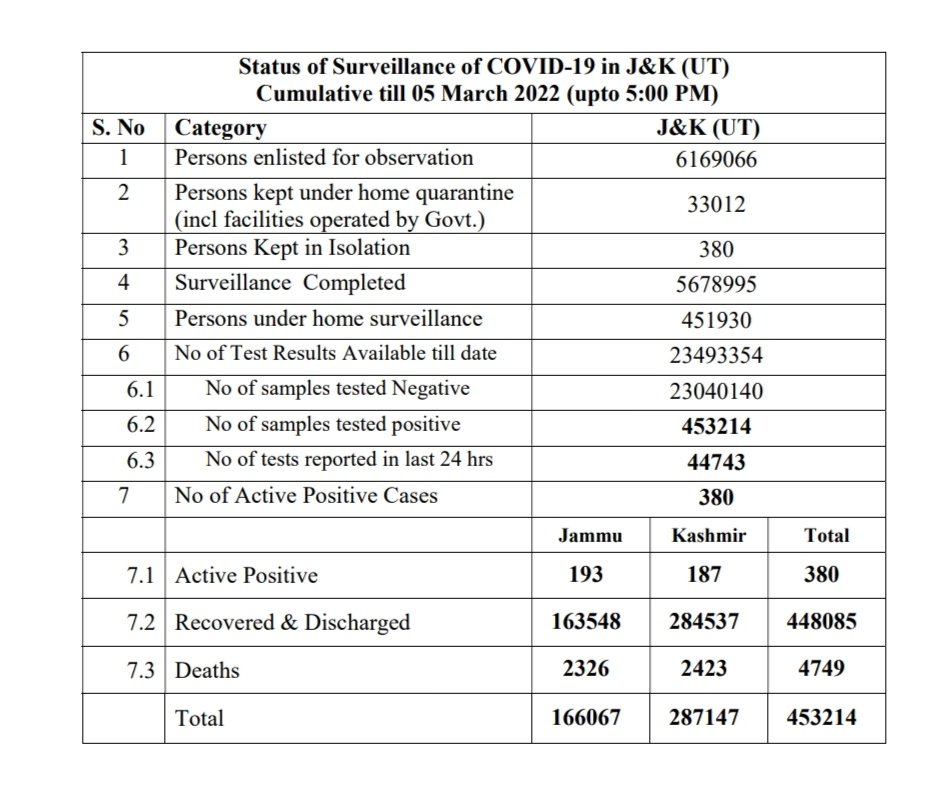 Status of Surveillance of COVID-19 in J&K (UT)
Cumulative till 05 March 2022 (upto 5:00 PM)
S. No Category J&K (UT)
1 Persons enlisted for observation 6169066
2 Persons kept under home quarantine
(incl facilities operated by Govt.) 33012
3 Persons Kept in Isolation 380
4 Surveillance Completed 5678995
5 Persons under home surveillance 451930
6 No of Test Results Available till date 23493354
6.1 No of samples tested Negative 23040140
6.2 No of samples tested positive 453214
6.3 No of tests reported in last 24 hrs 44743
7 No of Active Positive Cases 380
Jammu Kashmir Total
7.1 Active Positive 193 187 380
7.2 Recovered & Discharged 163548 284537 448085
7.3 Deaths 2326 2423 4749
Total 166067 287147 453214